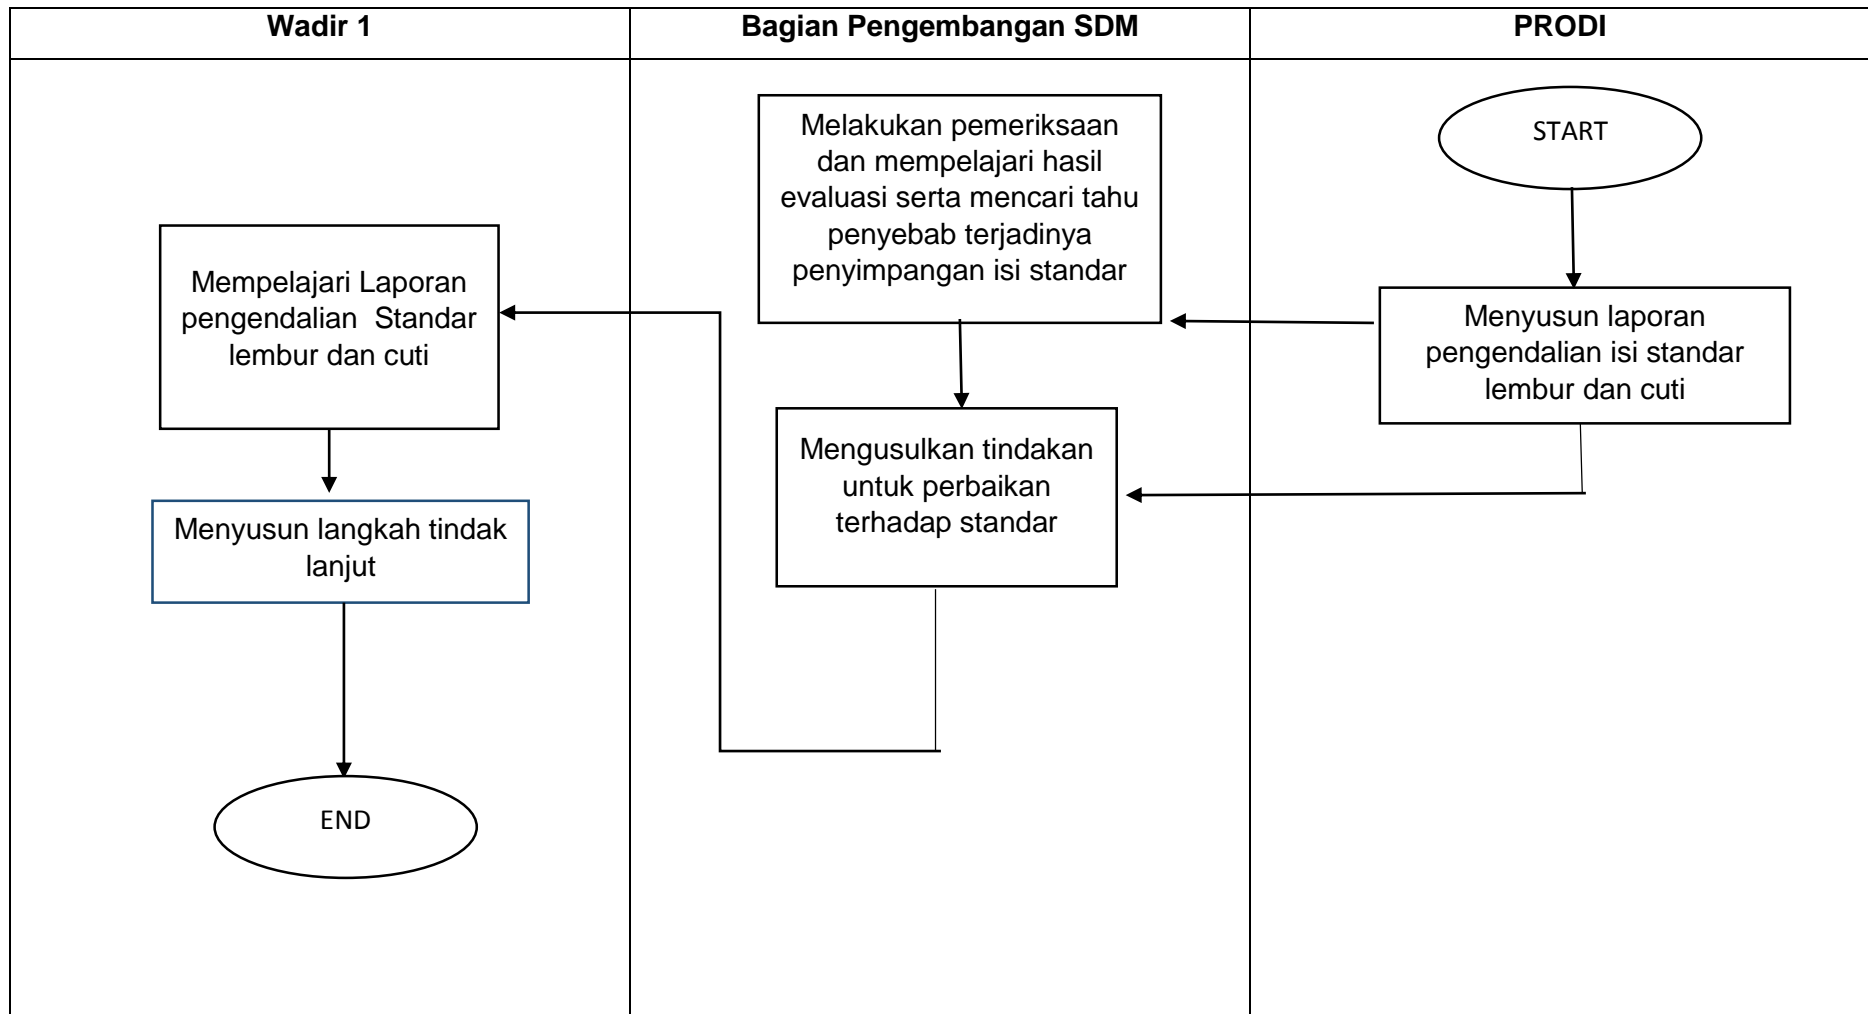 Wadir 1
Bagian Pengembangan SDM
PRODI
Mempelajari Laporan
pengendalian  Standar
lembur dan cuti
Menyusun langkah tindak
lanjut
END
Melakukan pemeriksaan
dan mempelajari hasil
evaluasi serta mencari tahu
penyebab terjadinya
penyimpangan isi standar
Mengusulkan tindakan
untuk perbaikan
terhadap standar
START
Menyusun laporan
pengendalian isi standar
lembur dan cuti